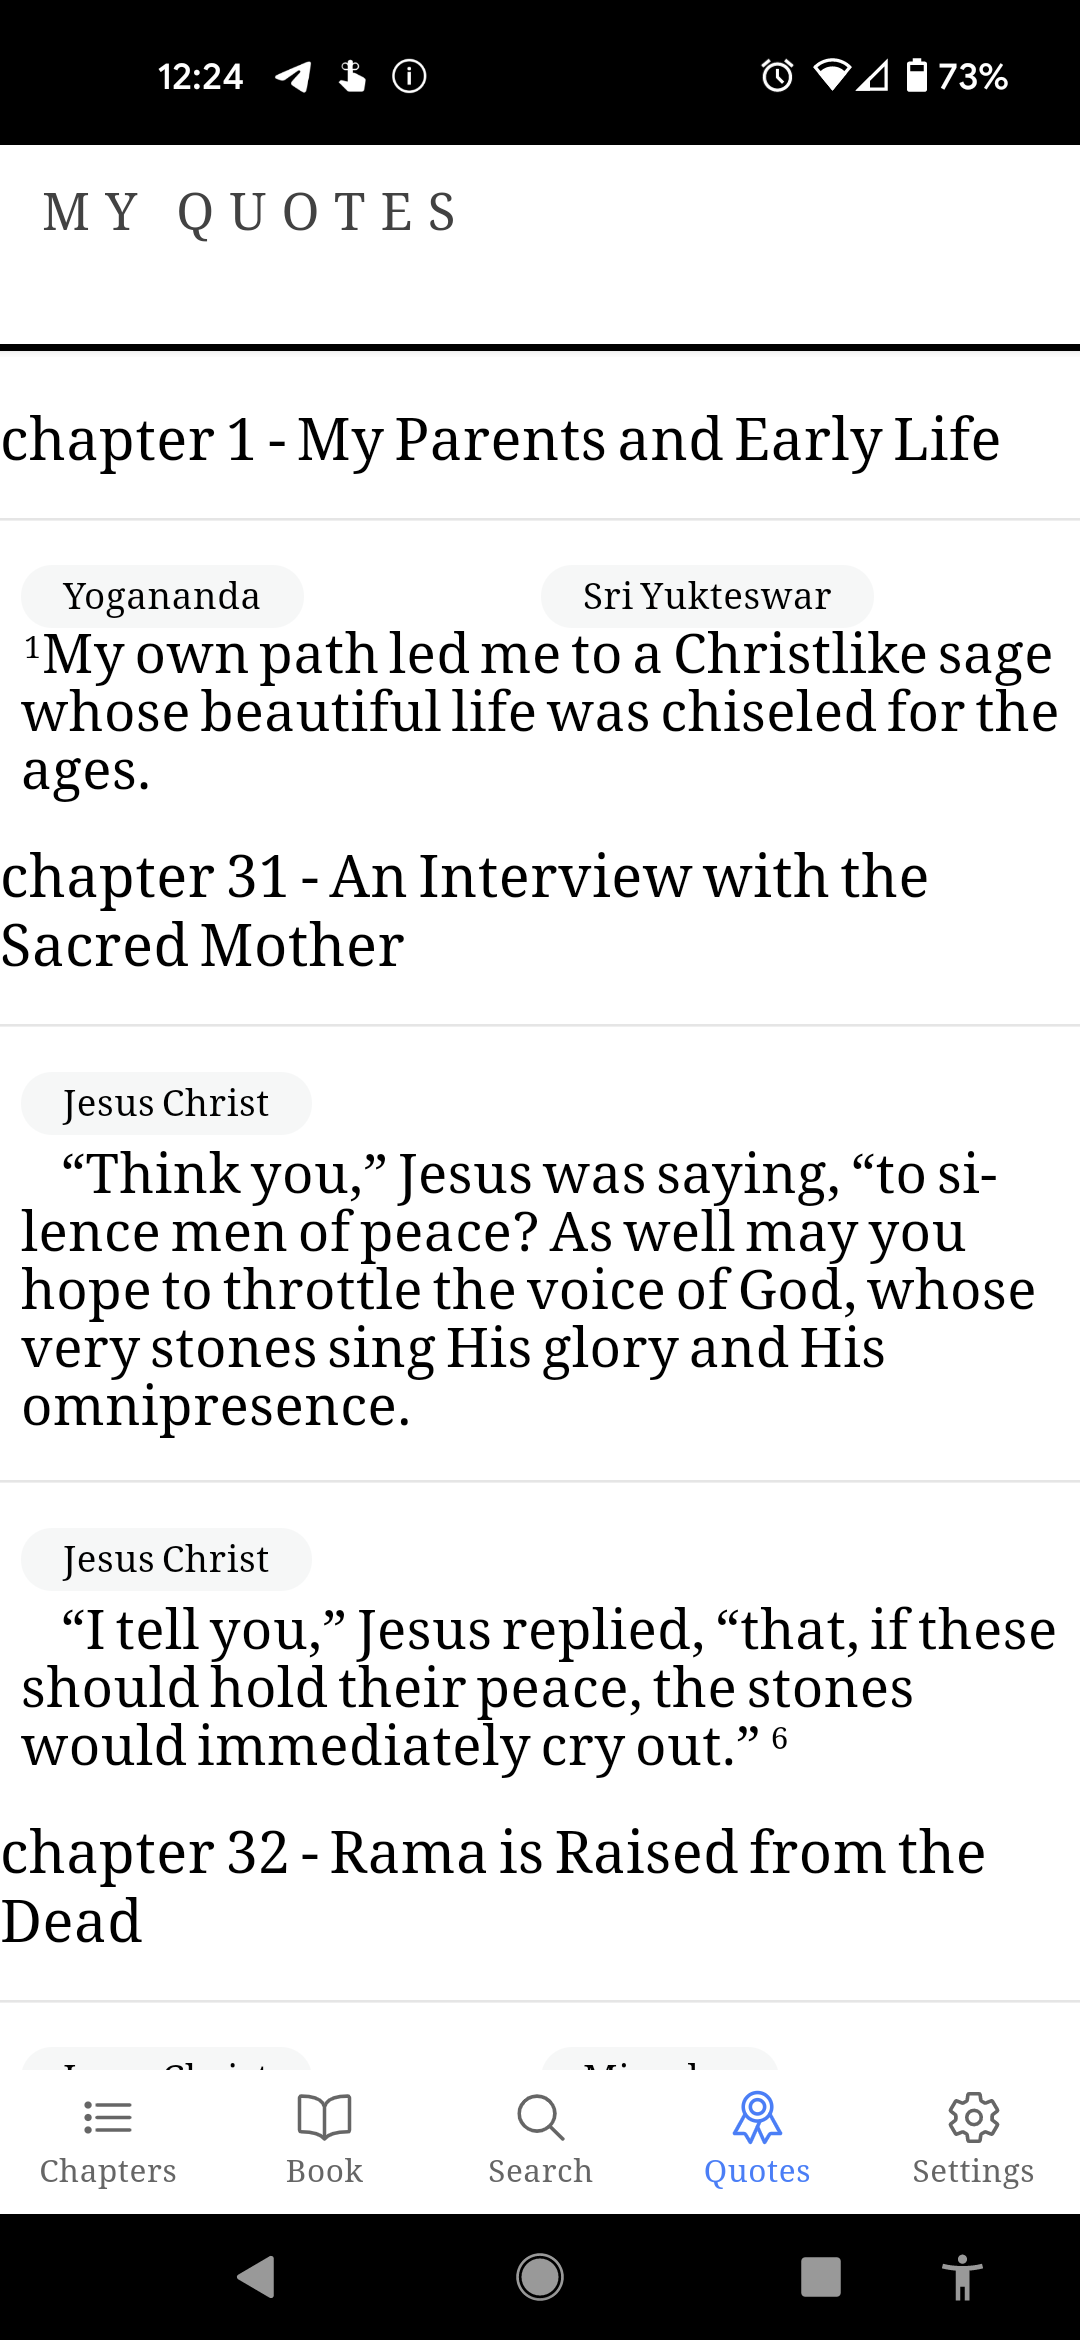 12:24 73%
MY QUOTES
chapter 1 - My Parents and Early Life
Yogananda Sri Yukteswar
¹My own path led me to a Christlike sage
whose beautiful life was chiseled for the
ages.
chapter 31 - An Interview with the
Sacred Mother
Jesus Christ
“Think you,” Jesus was saying, “to si-
lence men of peace? As well may you
hope to throttle the voice of God, whose
very stones sing His glory and His
omnipresence.
Jesus Christ
“I tell you,” Jesus replied, “that, if these
should hold their peace, the stones
would immediately cry out.” ⁶
chapter 32 - Rama is Raised from the
Dead
Jesus Christ
Chapters Book Search Quotes Settings